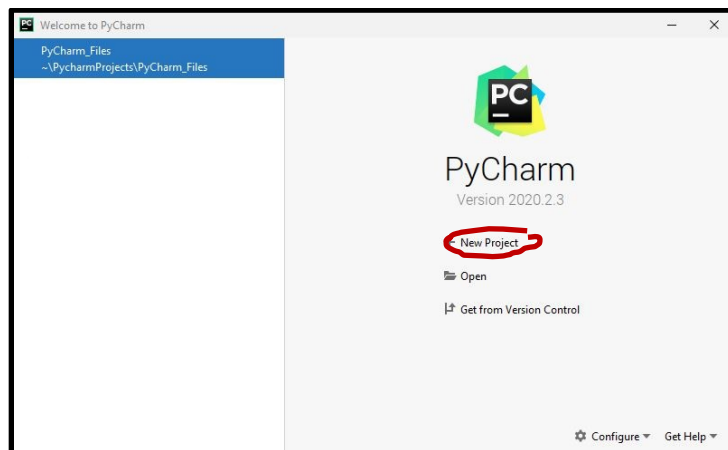 PC Welcome to PyCharm
PyCharm_Files
~\PycharmProjects\PyCharm_Files
PC
PyCharm
Version 2020.2.3
New Project
Open
Get from Version Control
Configure Get Help